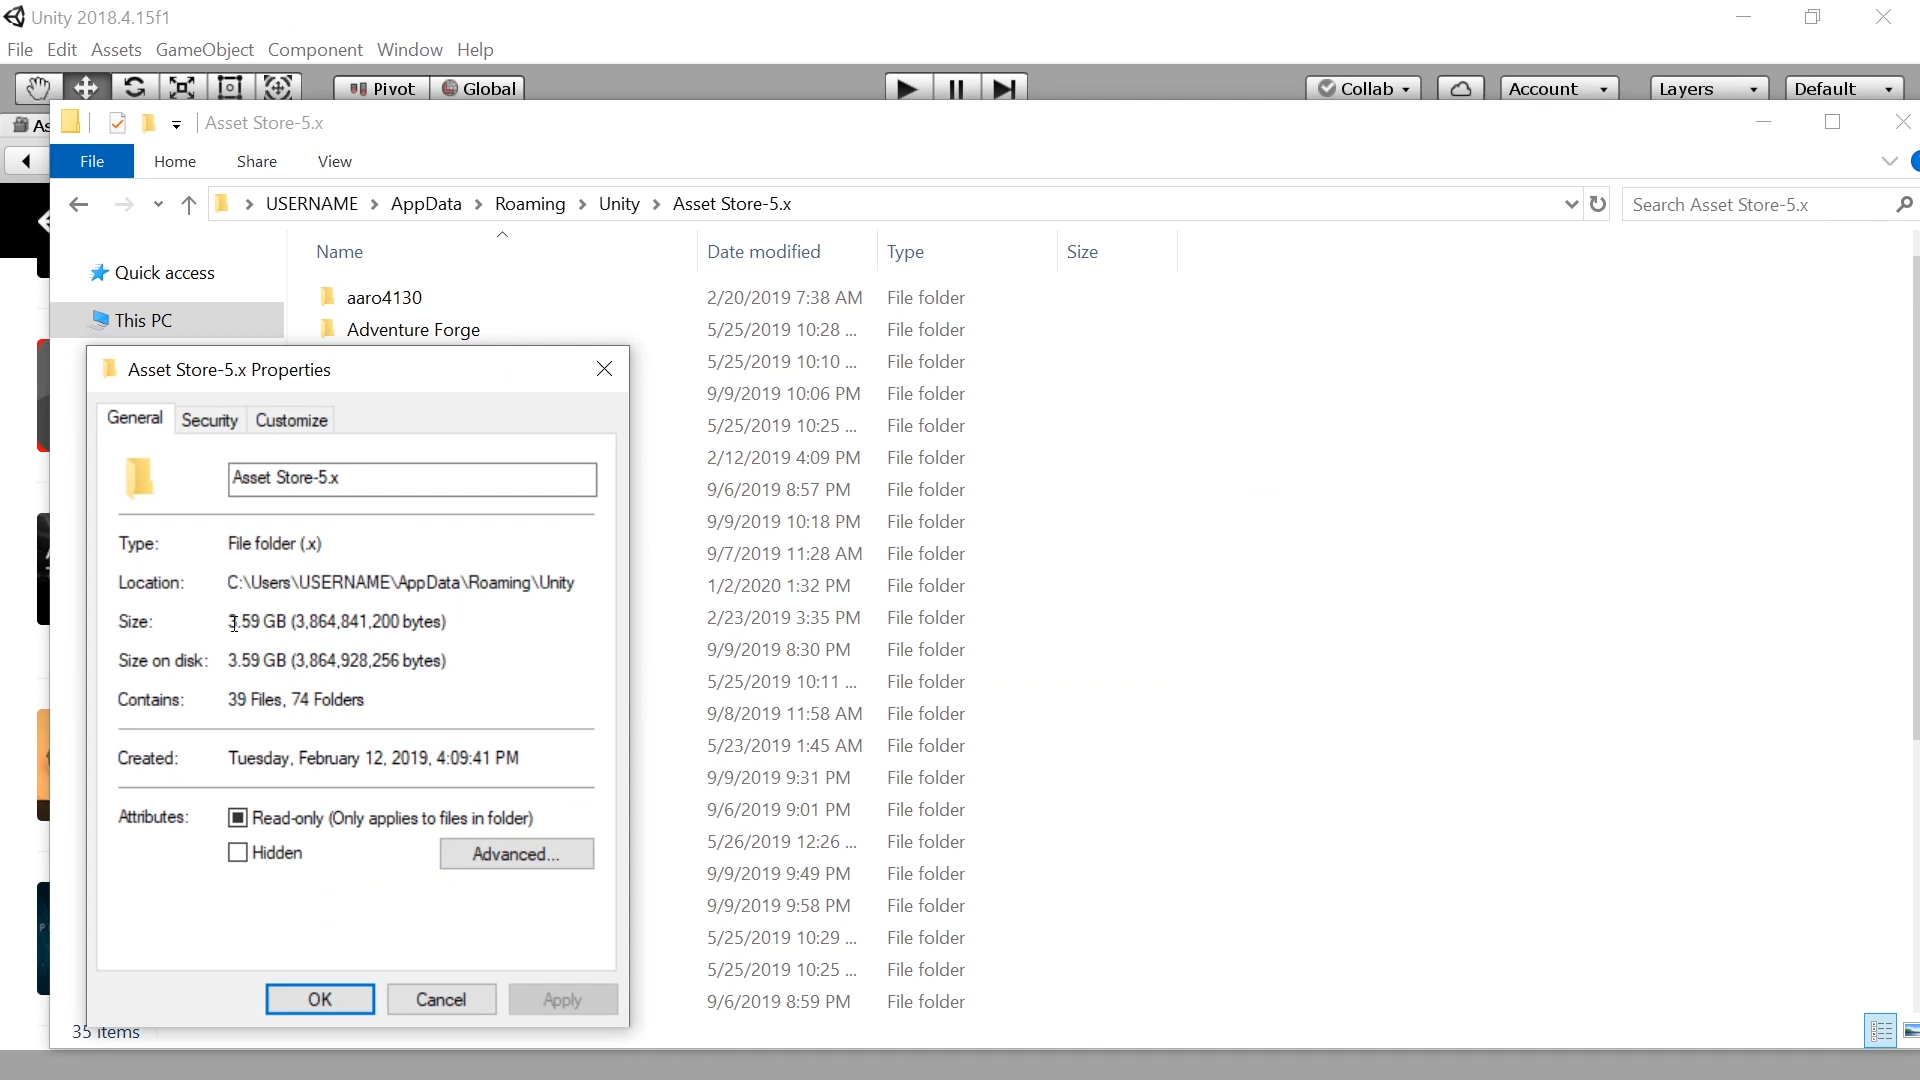 Unity 2018.4.15f1
File Edit Assets GameObject Component Window Help
Pivot Global Collab Account Layers Default
As Asset Store-5.x
File Home Share View
USERNAME AppData Roaming Unity Asset Store-5.x Search Asset Store-5.x
Name Date modified Type Size
Quick access
This PC
aaro4130 2/20/2019 7:38 AM File folder
Adventure Forge 5/25/2019 10:28 ... File folder
5/25/2019 10:10 ... File folder
9/9/2019 10:06 PM File folder
5/25/2019 10:25 ... File folder
2/12/2019 4:09 PM File folder
9/6/2019 8:57 PM File folder
9/9/2019 10:18 PM File folder
9/7/2019 11:28 AM File folder
1/2/2020 1:32 PM File folder
2/23/2019 3:35 PM File folder
9/9/2019 8:30 PM File folder
5/25/2019 10:11 ... File folder
9/8/2019 11:58 AM File folder
5/23/2019 1:45 AM File folder
9/9/2019 9:31 PM File folder
9/6/2019 9:01 PM File folder
5/26/2019 12:26 ... File folder
9/9/2019 9:49 PM File folder
9/9/2019 9:58 PM File folder
5/25/2019 10:29 ... File folder
5/25/2019 10:25 ... File folder
9/6/2019 8:59 PM File folder
Asset Store-5.x Properties
General Security Customize
Asset Store-5.x
Type: File folder (.x)
Location: C:\Users\USERNAME\AppData\Roaming\Unity
Size: 3.59 GB (3,864,841,200 bytes)
Size on disk: 3.59 GB (3,864,928,256 bytes)
Contains: 39 Files, 74 Folders
Created: Tuesday, February 12, 2019, 4:09:41 PM
Attributes: Read-only (Only applies to files in folder)
Hidden Advanced...
OK Cancel Apply
35 items